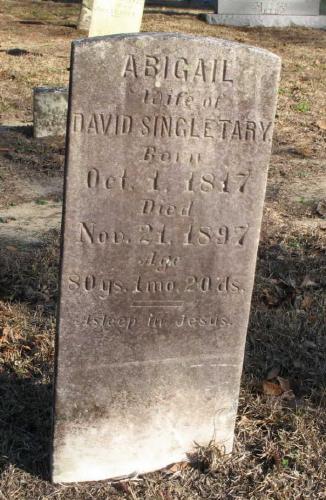 ABIGAIL
Wife of
DAVID SINGLETARY.
Born
Oct. 1, 1817
Died
Nov. 21, 1897
Age
80 ys. 1 mo. 20 ds.
Asleep in Jesus.